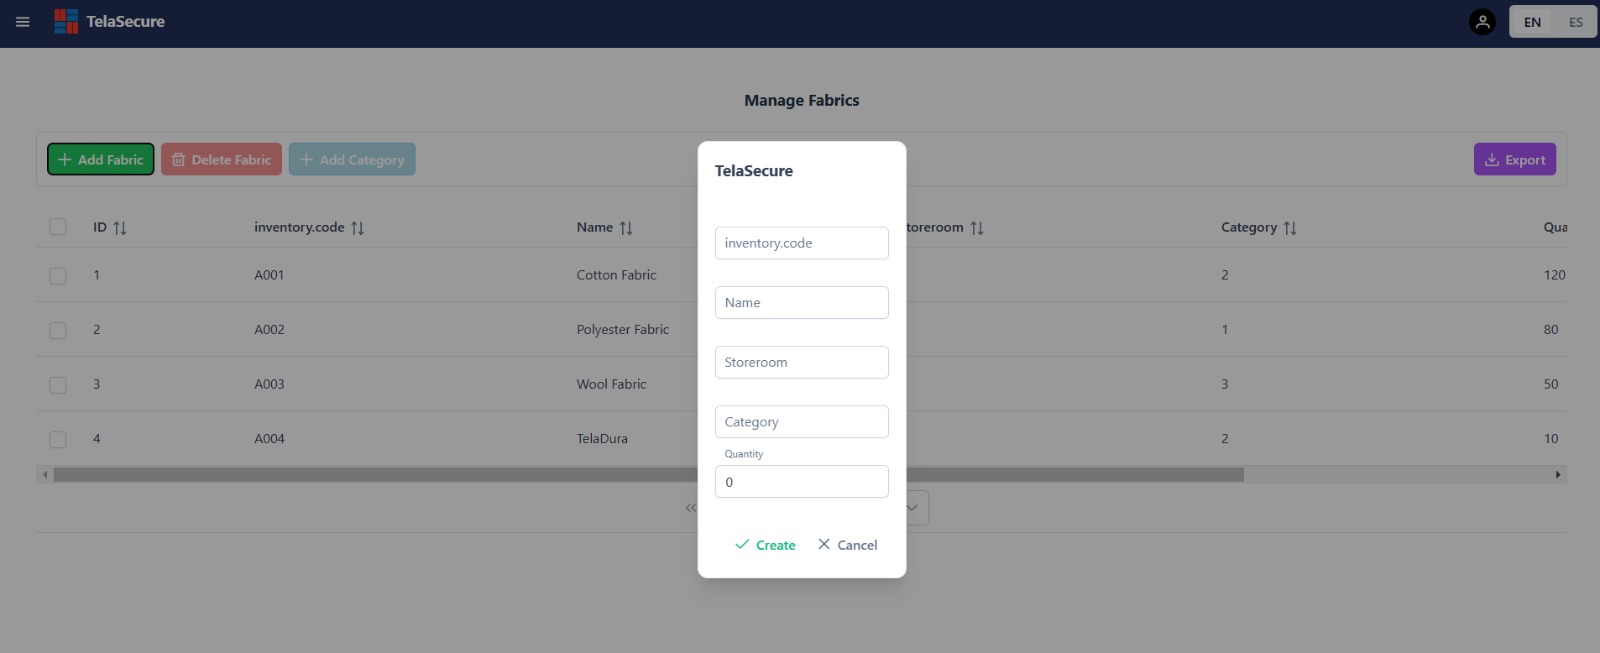 TelaSecure
EN ES
Manage Fabrics
Add Fabric Delete Fabric Add Category Export
ID inventory.code Name toreroom Category Qua
1 A001 Cotton Fabric 2 120
2 A002 Polyester Fabric 1 80
3 A003 Wool Fabric 3 50
4 A004 TelaDura 2 10
TelaSecure
inventory.code
Name
Storeroom
Category
Quantity
0
Create Cancel